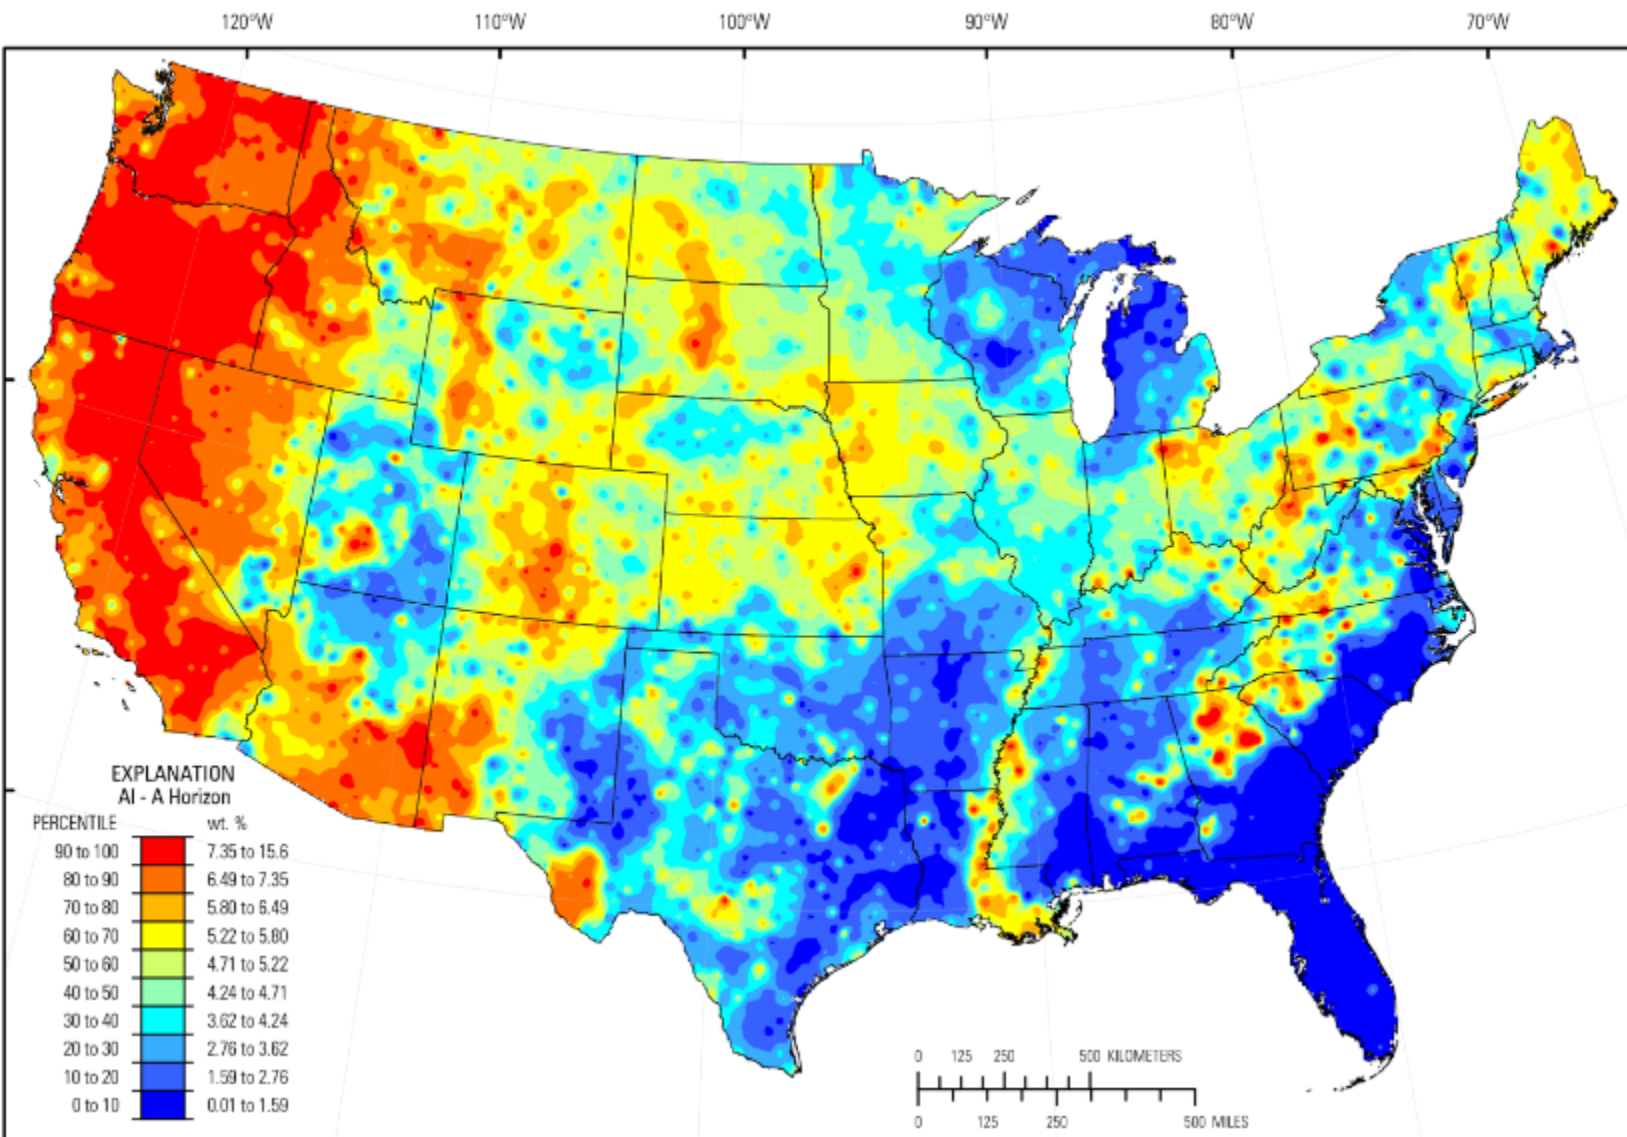 120°W 110°W 100°W 90°W 80°W 70°W
EXPLANATION
Al - A Horizon
PERCENTILE wt. %
90 to 100 7.35 to 15.6
80 to 90 6.49 to 7.35
70 to 80 5.80 to 6.49
60 to 70 5.22 to 5.80
50 to 60 4.71 to 5.22
40 to 50 4.24 to 4.71
30 to 40 3.62 to 4.24
20 to 30 2.76 to 3.62
10 to 20 1.59 to 2.76
0 to 10 0.01 to 1.59
0 125 250 500 KILOMETERS
0 125 250 500 MILES